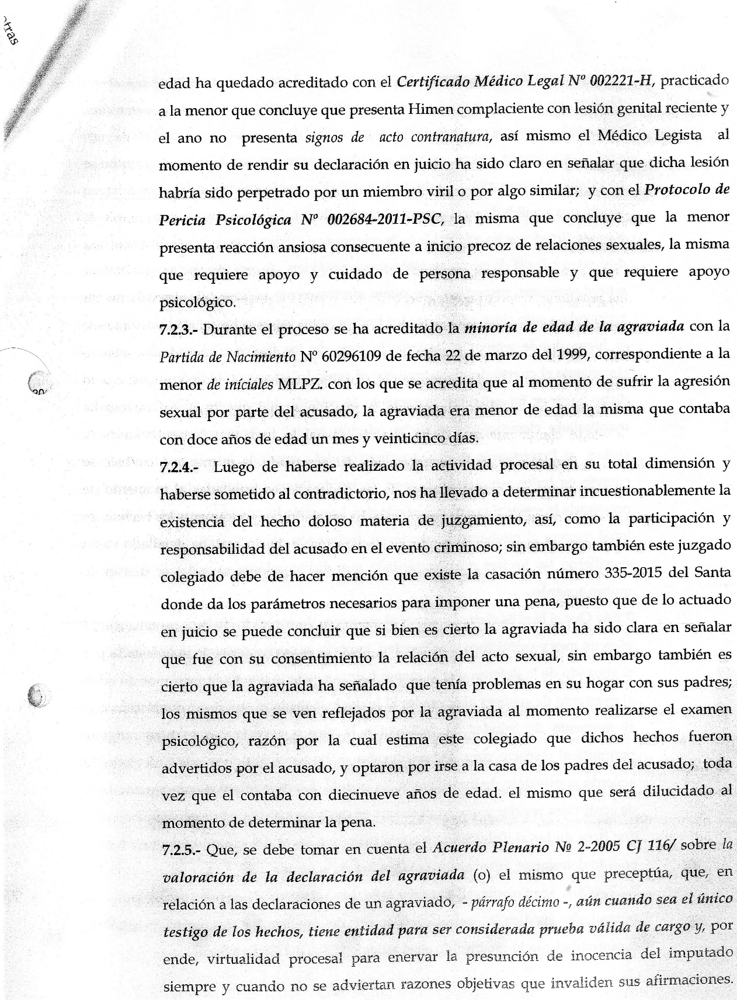 otras
edad ha quedado acreditado con el Certificado Médico Legal Nº 002221-H, practicado
a la menor que concluye que presenta Himen complaciente con lesión genital reciente y
el ano no presenta signos de acto contranatura, así mismo el Médico Legista al
momento de rendir su declaración en juicio ha sido claro en señalar que dicha lesión
habría sido perpetrado por un miembro viril o por algo similar; y con el Protocolo de
Pericia Psicológica Nº 002684-2011-PSC, la misma que concluye que la menor
presenta reacción ansiosa consecuente a inicio precoz de relaciones sexuales, la misma
que requiere apoyo y cuidado de persona responsable y que requiere apoyo
psicológico.
7.2.3.- Durante el proceso se ha acreditado la minoría de edad de la agraviada con la
Partida de Nacimiento Nº 60296109 de fecha 22 de marzo del 1999, correspondiente a la
menor de iníciales MLPZ. con los que se acredita que al momento de sufrir la agresión
sexual por parte del acusado, la agraviada era menor de edad la misma que contaba
con doce años de edad un mes y veinticinco días.
7.2.4.- Luego de haberse realizado la actividad procesal en su total dimensión y
haberse sometido al contradictorio, nos ha llevado a determinar incuestionablemente la
existencia del hecho doloso materia de juzgamiento, así, como la participación y
responsabilidad del acusado en el evento criminoso; sin embargo también este juzgado
colegiado debe de hacer mención que existe la casación número 335-2015 del Santa
donde da los parámetros necesarios para imponer una pena, puesto que de lo actuado
en juicio se puede concluir que si bien es cierto la agraviada ha sido clara en señalar
que fue con su consentimiento la relación del acto sexual, sin embargo también es
cierto que la agraviada ha señalado que tenía problemas en su hogar con sus padres;
los mismos que se ven reflejados por la agraviada al momento realizarse el examen
psicológico, razón por la cual estima este colegiado que dichos hechos fueron
advertidos por el acusado, y optaron por irse a la casa de los padres del acusado; toda
vez que el contaba con diecinueve años de edad. el mismo que será dilucidado al
momento de determinar la pena.
7.2.5.- Que, se debe tomar en cuenta el Acuerdo Plenario Nº 2-2005 CJ 116/ sobre la
valoración de la declaración del agraviada (o) el mismo que preceptúa, que, en
relación a las declaraciones de un agraviado, - párrafo décimo -, aún cuando sea el único
testigo de los hechos, tiene entidad para ser considerada prueba válida de cargo y, por
ende, virtualidad procesal para enervar la presunción de inocencia del imputado
siempre y cuando no se adviertan razones objetivas que invaliden sus afirmaciones.